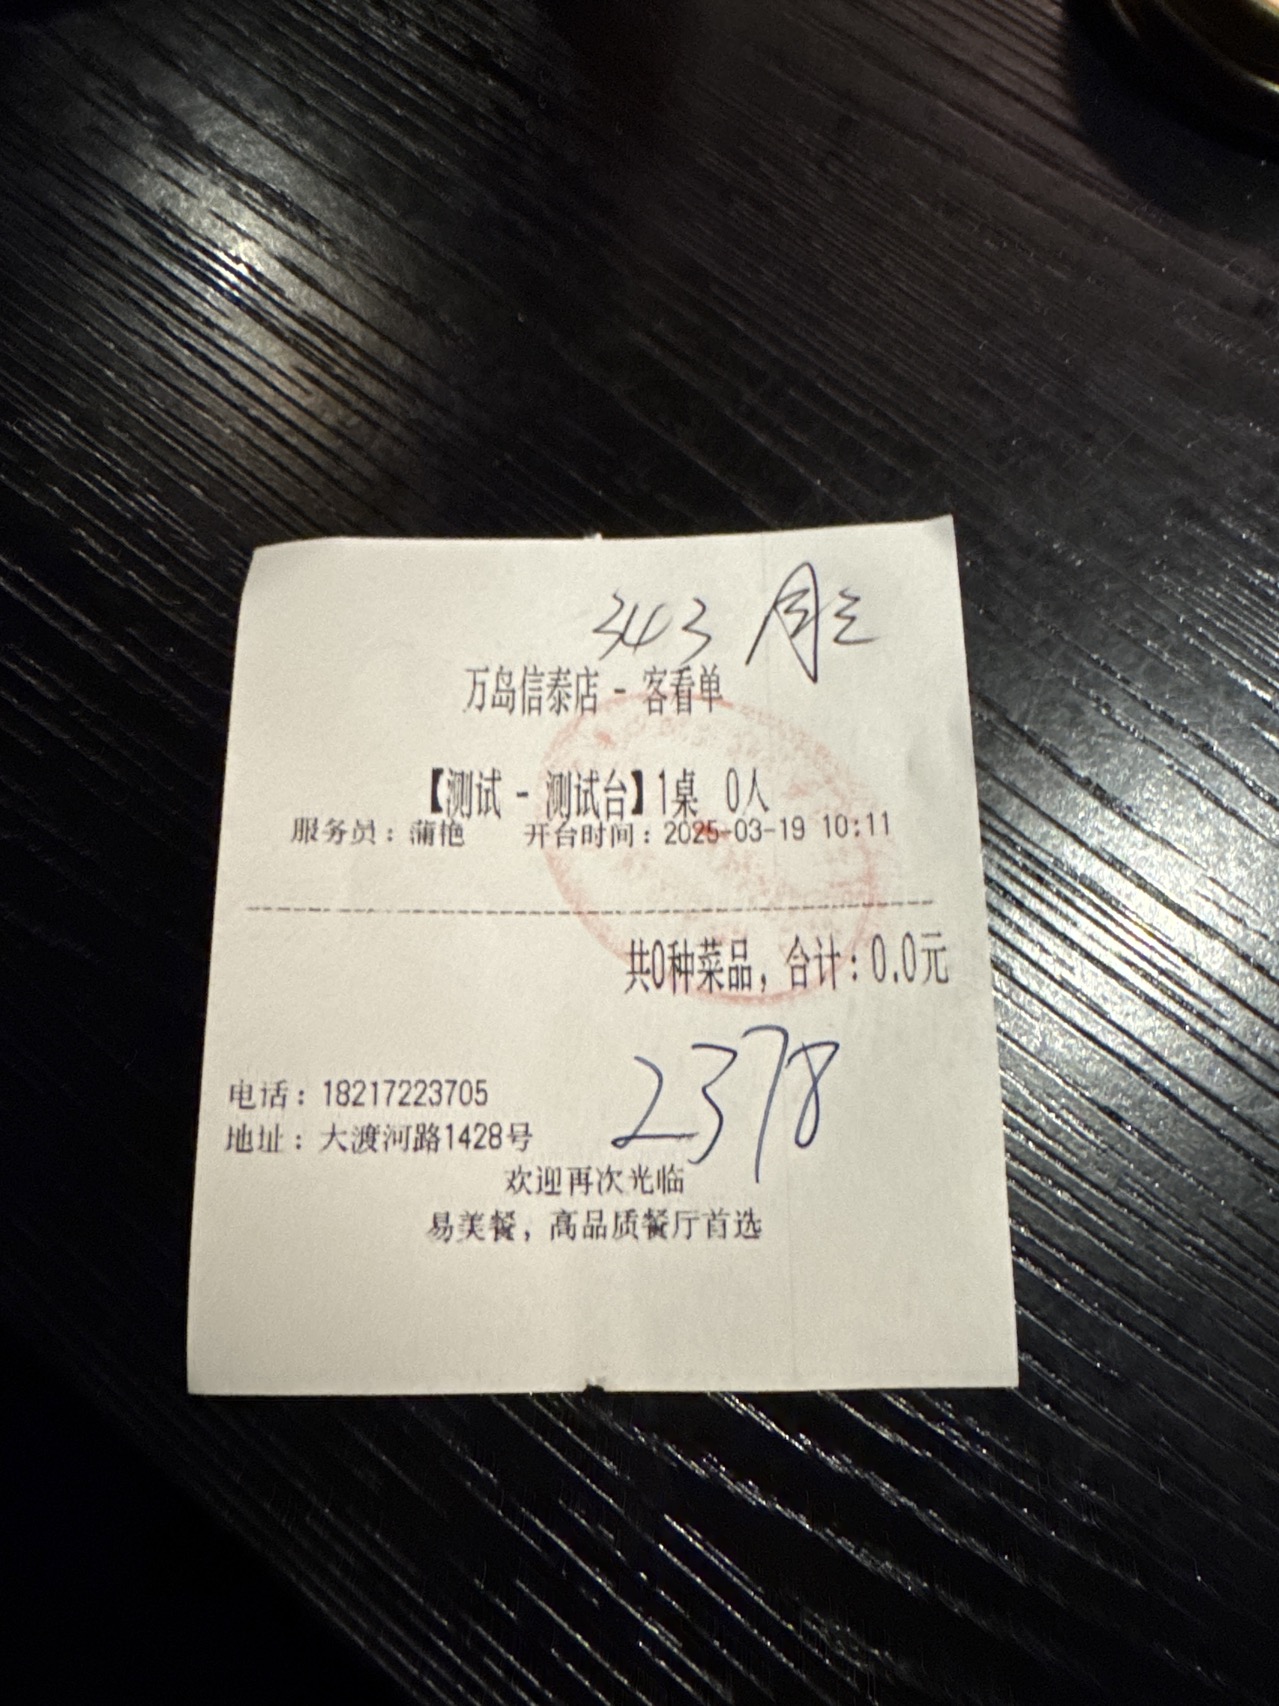 343
万岛信泰店 - 客看单
【测试 - 测试台】1桌 0人
服务员：蒲艳 开台时间：2025-03-19 10:11
共0种菜品，合计：0.0元
2378
电话：18217223705
地址：大渡河路1428号
欢迎再次光临
易美餐，高品质餐厅首选